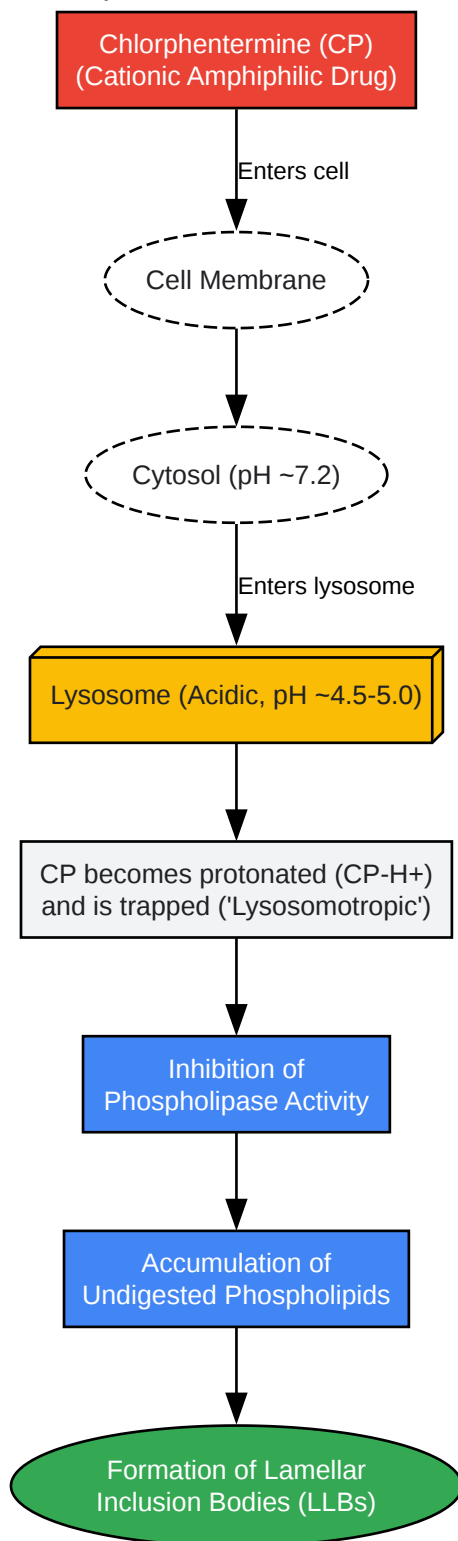 Chlorphentermine (CP)
(Cationic Amphiphilic Drug)
Enters cell
Cell Membrane
Cytosol (pH ~7.2)
Enters lysosome
Lysosome (Acidic, pH ~4.5-5.0)
CP becomes protonated (CP-H+)
and is trapped ('Lysosomotropic')
Inhibition of
Phospholipase Activity
Accumulation of
Undigested Phospholipids
Formation of Lamellar
Inclusion Bodies (LLBs)